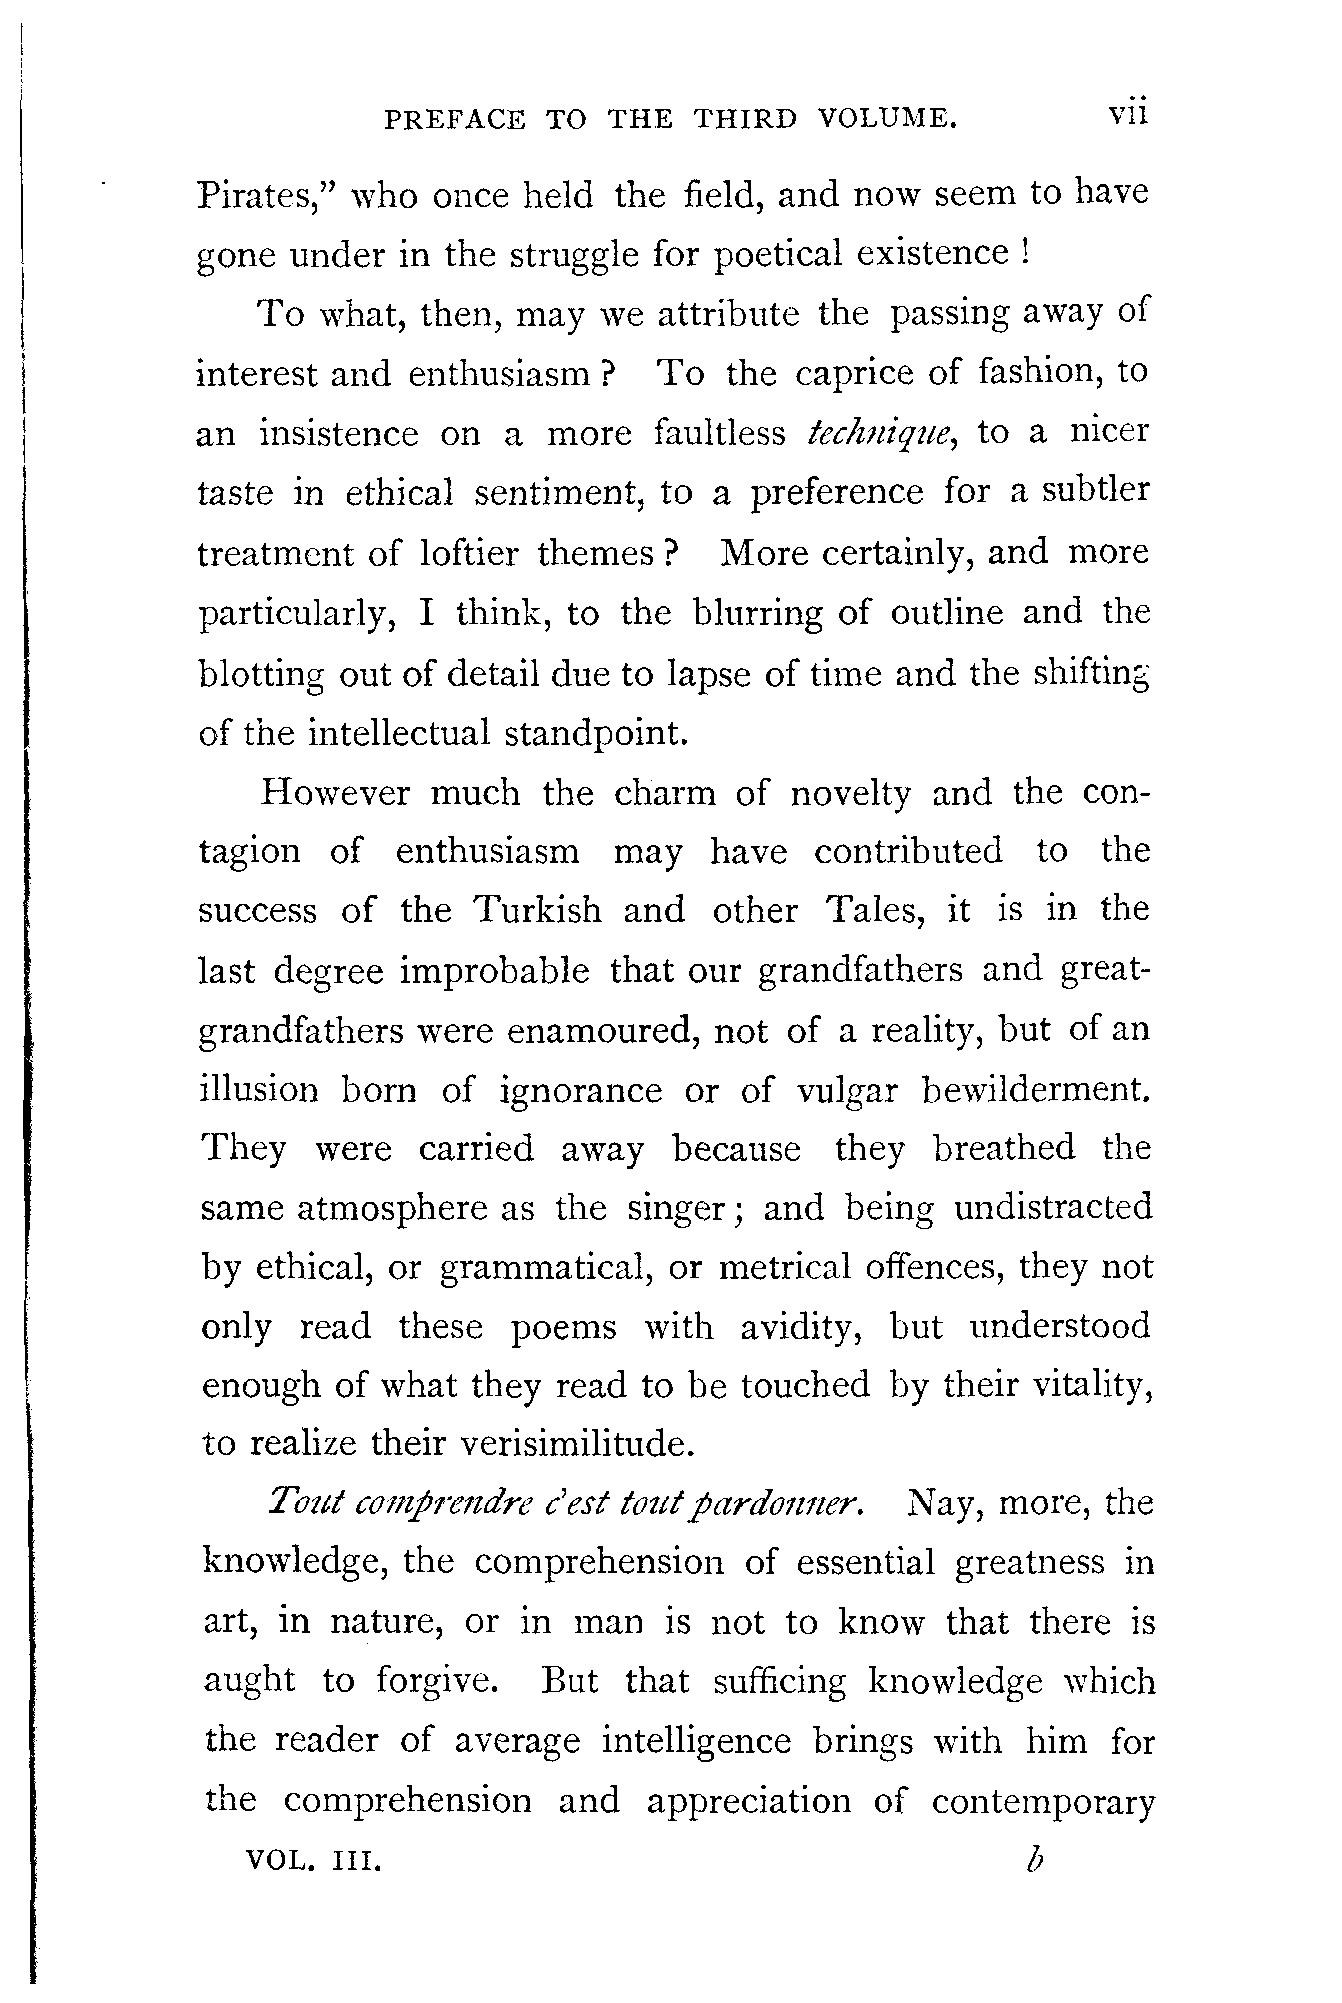 PREFACE TO THE THIRD VOLUME. vii
Pirates,” who once held the field, and now seem to have
gone under in the struggle for poetical existence !
To what, then, may we attribute the passing away of
interest and enthusiasm ? To the caprice of fashion, to
an insistence on a more faultless technique, to a nicer
taste in ethical sentiment, to a preference for a subtler
treatment of loftier themes ? More certainly, and more
particularly, I think, to the blurring of outline and the
blotting out of detail due to lapse of time and the shifting
of the intellectual standpoint.
However much the charm of novelty and the con-
tagion of enthusiasm may have contributed to the
success of the Turkish and other Tales, it is in the
last degree improbable that our grandfathers and great-
grandfathers were enamoured, not of a reality, but of an
illusion born of ignorance or of vulgar bewilderment.
They were carried away because they breathed the
same atmosphere as the singer ; and being undistracted
by ethical, or grammatical, or metrical offences, they not
only read these poems with avidity, but understood
enough of what they read to be touched by their vitality,
to realize their verisimilitude.
Tout comprendre c'est tout pardonner. Nay, more, the
knowledge, the comprehension of essential greatness in
art, in nature, or in man is not to know that there is
aught to forgive. But that sufficing knowledge which
the reader of average intelligence brings with him for
the comprehension and appreciation of contemporary
VOL. III. b